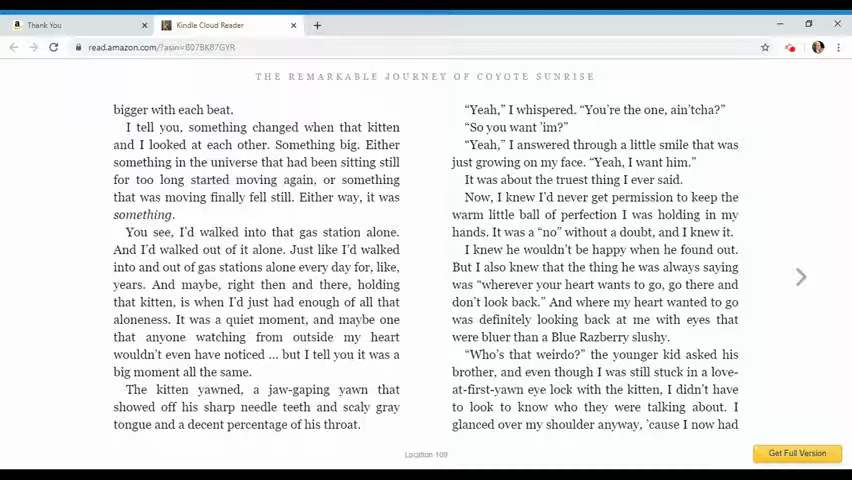 Thank You
Kindle Cloud Reader
read.amazon.com/?asin=B07BK87GYR
THE REMARKABLE JOURNEY OF COYOTE SUNRISE
bigger with each beat.
I tell you, something changed when that kitten
and I looked at each other. Something big. Either
something in the universe that had been sitting still
for too long started moving again, or something
that was moving finally fell still. Either way, it was
something.
You see, I’d walked into that gas station alone.
And I’d walked out of it alone. Just like I’d walked
into and out of gas stations alone every day for, like,
years. And maybe, right then and there, holding
that kitten, is when I’d just had enough of all that
aloneness. It was a quiet moment, and maybe one
that anyone watching from outside my heart
wouldn’t even have noticed ... but I tell you it was a
big moment all the same.
The kitten yawned, a jaw-gaping yawn that
showed off his sharp needle teeth and scaly gray
tongue and a decent percentage of his throat.
“Yeah,” I whispered. “You’re the one, ain’tcha?”
“So you want ’im?”
“Yeah,” I answered through a little smile that was
just growing on my face. “Yeah, I want him.”
It was about the truest thing I ever said.
Now, I knew I’d never get permission to keep the
warm little ball of perfection I was holding in my
hands. It was a “no” without a doubt, and I knew it.
I knew he wouldn’t be happy when he found out.
But I also knew that the thing he was always saying
was “wherever your heart wants to go, go there and
don’t look back.” And where my heart wanted to go
was definitely looking back at me with eyes that
were bluer than a Blue Razberry slushy.
“Who’s that weirdo?” the younger kid asked his
brother, and even though I was still stuck in a love-
at-first-yawn eye lock with the kitten, I didn’t have
to look to know who they were talking about. I
glanced over my shoulder anyway, ’cause I now had
Location 109
Get Full Version